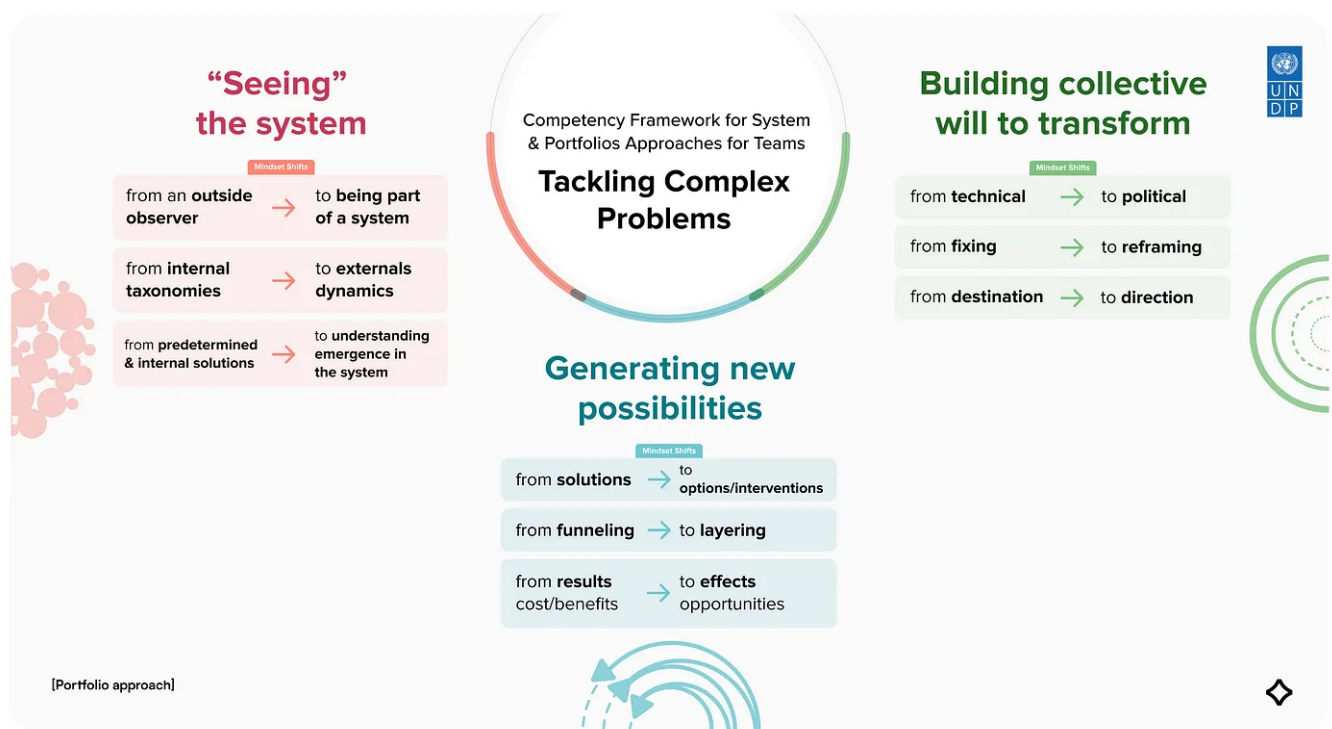 “Seeing”
the system
Mindset Shifts
from an outside
observer
to being part
of a system
from internal
taxonomies
to externals
dynamics
from predetermined
& internal solutions
to understanding
emergence in
the system
Competency Framework for System
& Portfolios Approaches for Teams
Tackling Complex
Problems
Generating new
possibilities
Mindset Shifts
from solutions
to
options/interventions
from funneling
to layering
from results
cost/benefits
to effects
opportunities
Building collective
will to transform
Mindset Shifts
from technical
to political
from fixing
to reframing
from destination
to direction
U N
D P
[Portfolio approach]